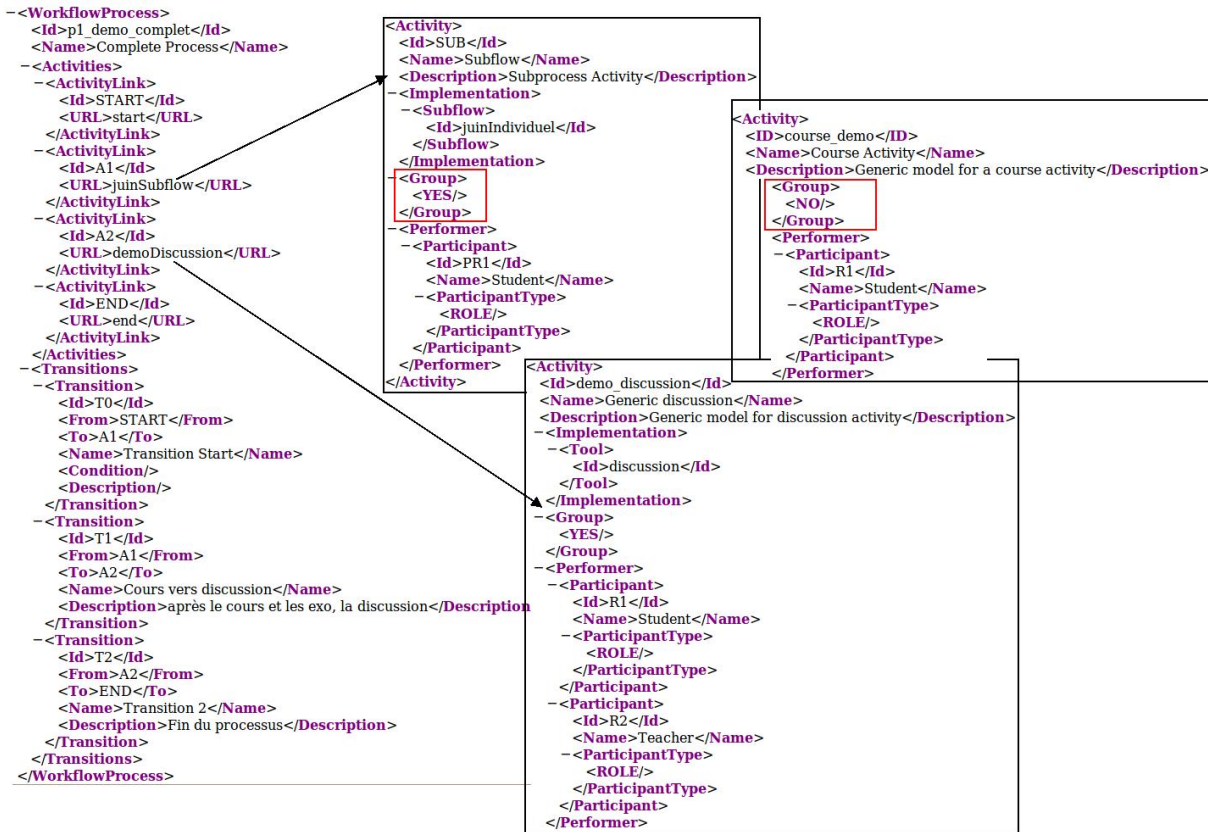 −<WorkflowProcess>
<Id>p1_demo_complet</Id>
<Name>Complete Process</Name>
−<Activities>
−<ActivityLink>
<Id>START</Id>
<URL>start</URL>
</ActivityLink>
−<ActivityLink>
<Id>A1</Id>
<URL>juinSubflow</URL>
</ActivityLink>
−<ActivityLink>
<Id>A2</Id>
<URL>demoDiscussion</URL>
</ActivityLink>
−<ActivityLink>
<Id>END</Id>
<URL>end</URL>
</ActivityLink>
</Activities>
−<Transitions>
−<Transition>
<Id>T0</Id>
<From>START</From>
<To>A1</To>
<Name>Transition Start</Name>
<Condition/>
<Description/>
</Transition>
−<Transition>
<Id>T1</Id>
<From>A1</From>
<To>A2</To>
<Name>Cours vers discussion</Name>
<Description>après le cours et les exo, la discussion</Description
</Transition>
−<Transition>
<Id>T2</Id>
<From>A2</From>
<To>END</To>
<Name>Transition 2</Name>
<Description>Fin du processus</Description>
</Transition>
</Transitions>
</WorkflowProcess>
<Activity>
<Id>SUB</Id>
<Name>Subflow</Name>
<Description>Subprocess Activity</Description>
−<Implementation>
−<Subflow>
<Id>juinIndividuel</Id>
</Subflow>
</Implementation>
−<Group>
<YES/>
</Group>
−<Performer>
−<Participant>
<Id>PR1</Id>
<Name>Student</Name>
−<ParticipantType>
<ROLE/>
</ParticipantType>
</Participant>
</Performer>
</Activity>
<Activity>
<ID>course_demo</ID>
<Name>Course Activity</Name>
<Description>Generic model for a course activity</Description>
<Group>
<NO/>
</Group>
<Performer>
−<Participant>
<Id>R1</Id>
<Name>Student</Name>
−<ParticipantType>
<ROLE/>
</ParticipantType>
</Participant>
</Performer>
<Activity>
<Id>demo_discussion</Id>
<Name>Generic discussion</Name>
<Description>Generic model for discussion activity</Description>
−<Implementation>
−<Tool>
<Id>discussion</Id>
</Tool>
</Implementation>
−<Group>
<YES/>
</Group>
−<Performer>
−<Participant>
<Id>R1</Id>
<Name>Student</Name>
−<ParticipantType>
<ROLE/>
</ParticipantType>
</Participant>
−<Participant>
<Id>R2</Id>
<Name>Teacher</Name>
−<ParticipantType>
<ROLE/>
</ParticipantType>
</Participant>
</Performer>